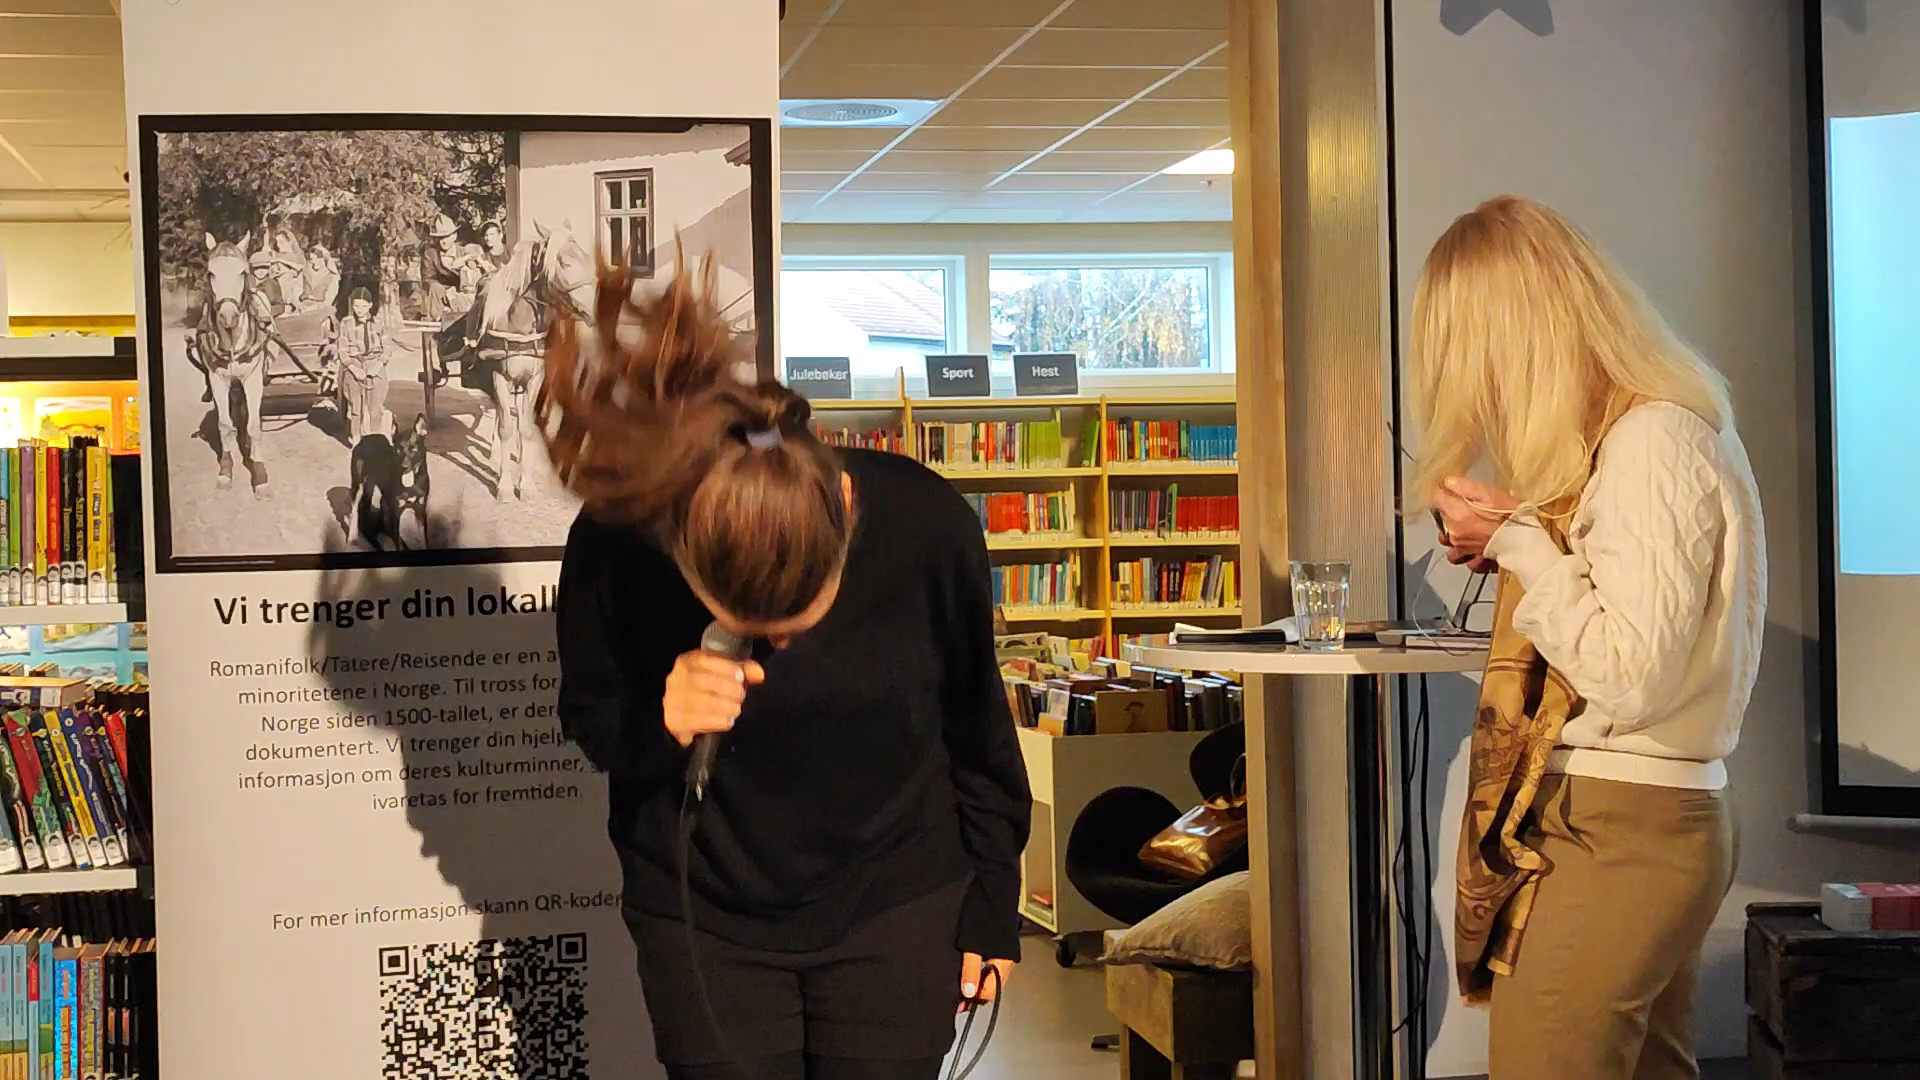 Julebøker
Sport
Hest
Vi trenger din lokal
Romanifolk/Tatere/Reisende er en a
minoritetene i Norge. Til tross for
Norge siden 1500-tallet, er der
dokumentert. Vi trenger din hjelp
informasjon om deres kulturminner, s
ivaretas for fremtiden.
For mer informasjon skann QR-koden